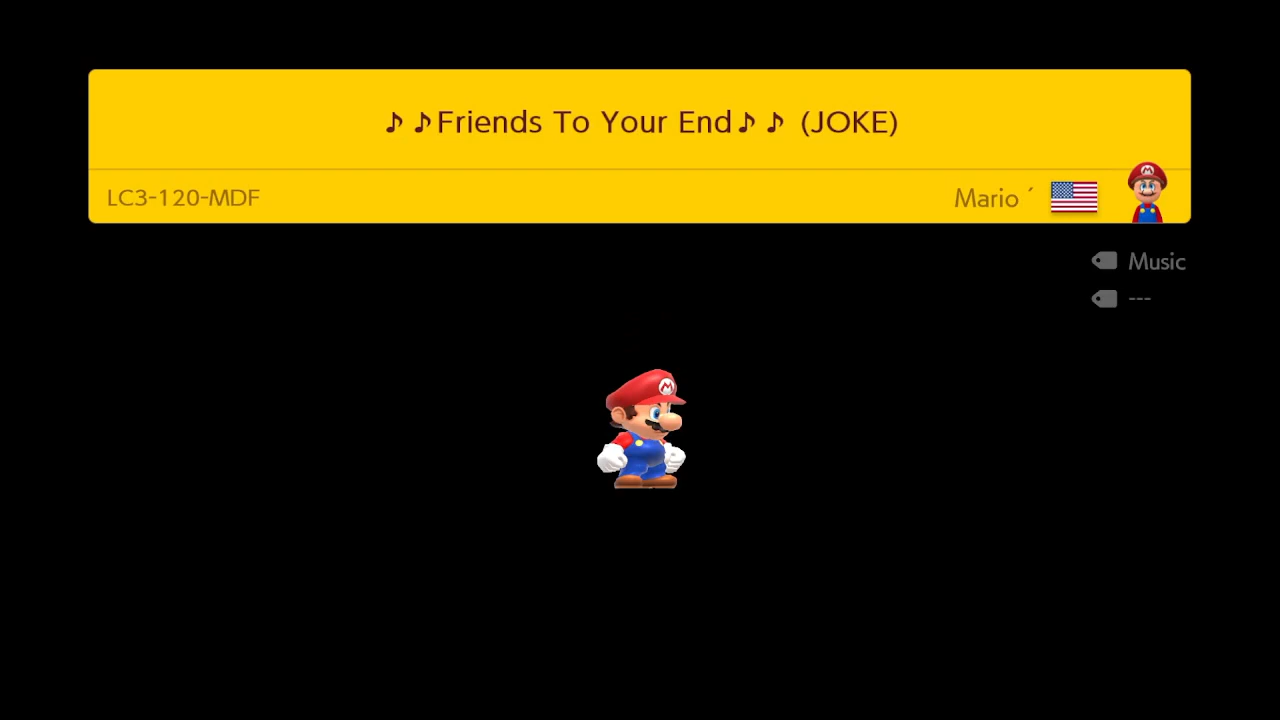 ♪♪Friends To Your End♪♪ (JOKE)
LC3-120-MDF
Mario ´
Music
---